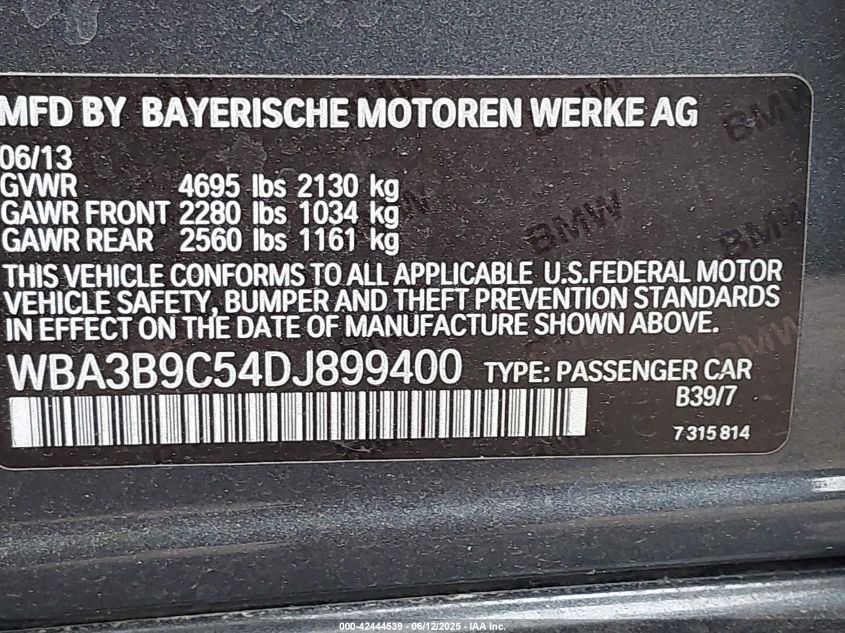 MFD BY BAYERISCHE MOTOREN WERKE AG
06/13
GVWR 4695 lbs 2130 kg
GAWR FRONT 2280 lbs 1034 kg
GAWR REAR 2560 lbs 1161 kg
THIS VEHICLE CONFORMS TO ALL APPLICABLE U.S.FEDERAL MOTOR
VEHICLE SAFETY, BUMPER AND THEFT PREVENTION STANDARDS
IN EFFECT ON THE DATE OF MANUFACTURE SHOWN ABOVE.
WBA3B9C54DJ899400 TYPE: PASSENGER CAR
B39/7
7 315 814
BMW
BMW
BMW
000-42444539 - 06/12/2025 - IAA Inc.